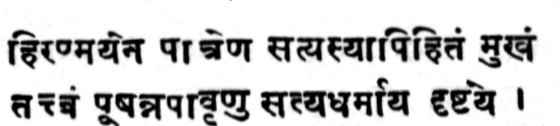 हिरण्मयेन पात्रेण सत्यस्यापिहितं मुखं
तत्त्वं पूषन्नपावृणु सत्यधर्माय दृष्टये ।